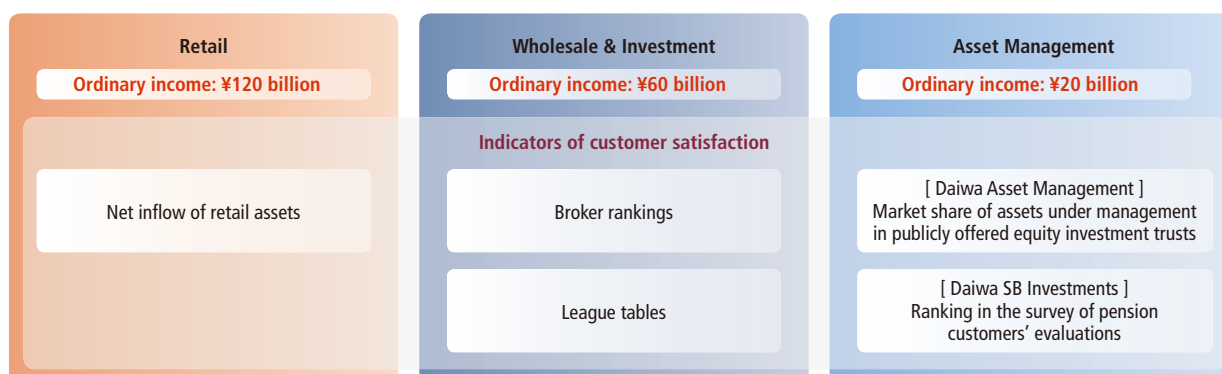 Retail
Ordinary income: ¥120 billion
Wholesale & Investment
Ordinary income: ¥60 billion
Asset Management
Ordinary income: ¥20 billion
Indicators of customer satisfaction
Net inflow of retail assets
Broker rankings
League tables
[ Daiwa Asset Management ]
Market share of assets under management
in publicly offered equity investment trusts
[ Daiwa SB Investments ]
Ranking in the survey of pension
customers’ evaluations